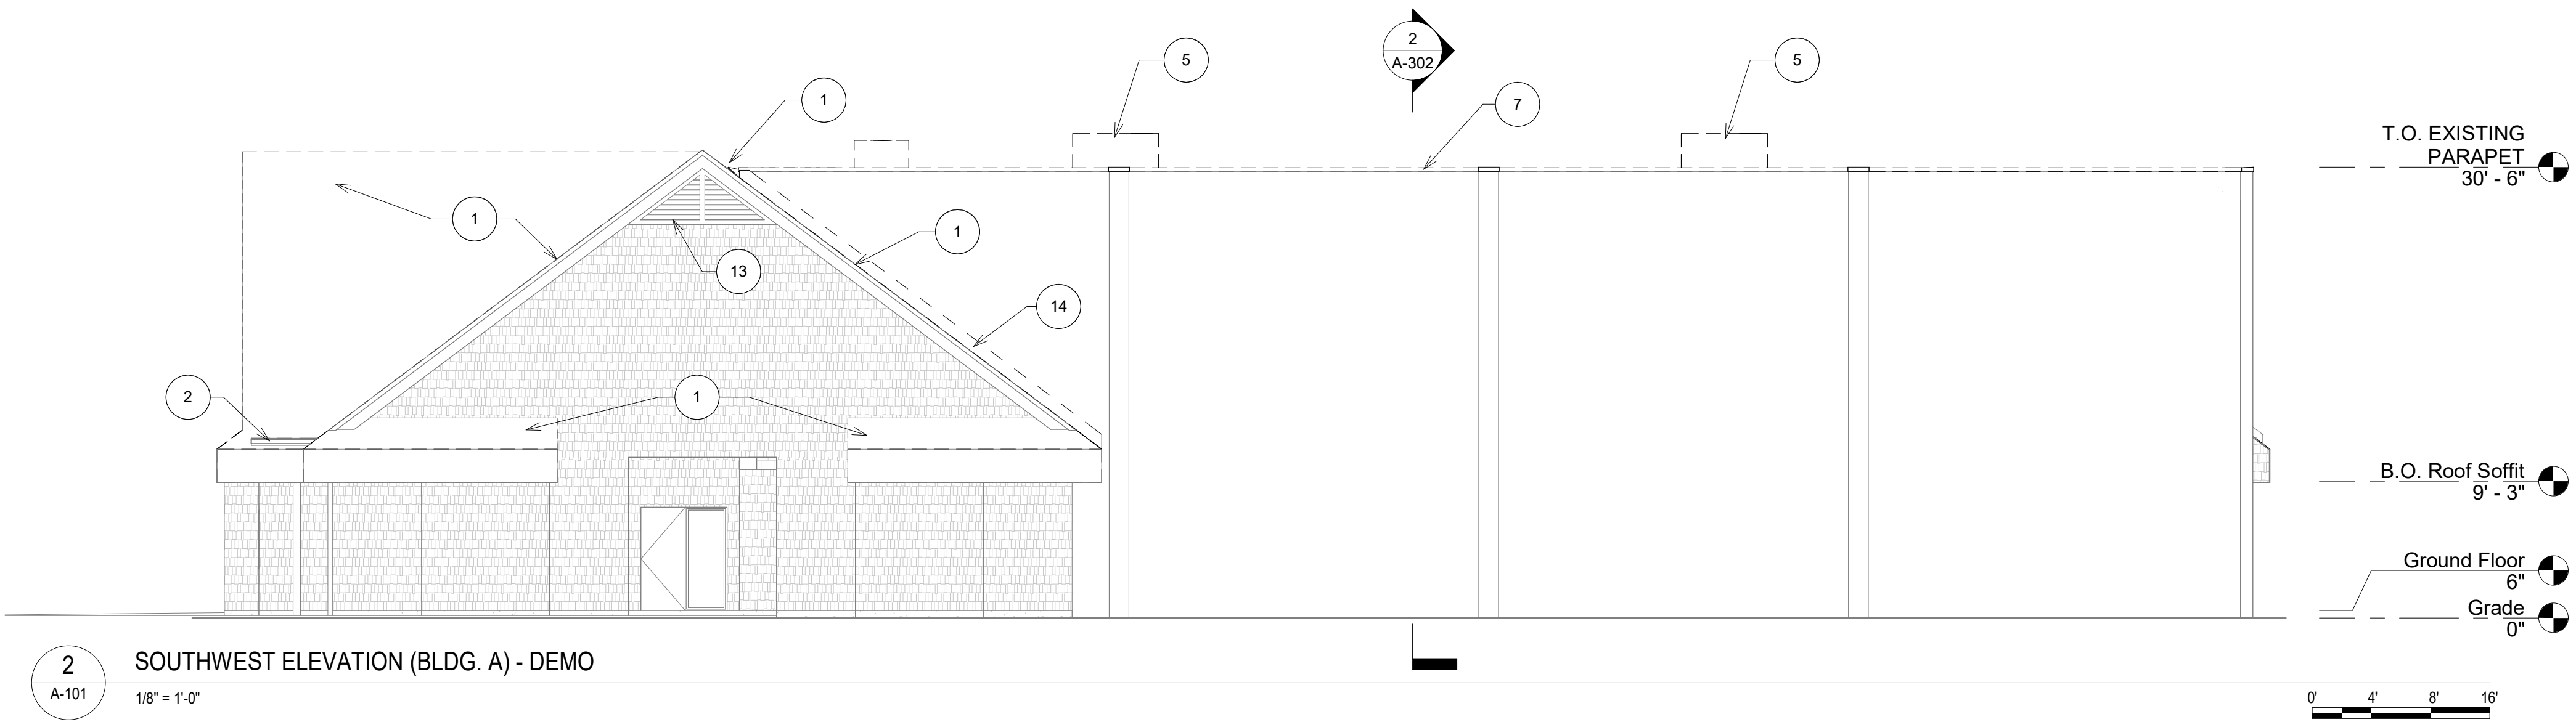 2
A-302
5
5
1
7
T.O. EXISTING
PARAPET
30' - 6"
1
1
13
14
2
1
B.O. Roof Soffit
9' - 3"
Ground Floor
6"
Grade
0"
2
A-101
SOUTHWEST ELEVATION (BLDG. A) - DEMO
1/8" = 1'-0"
0' 4' 8' 16'